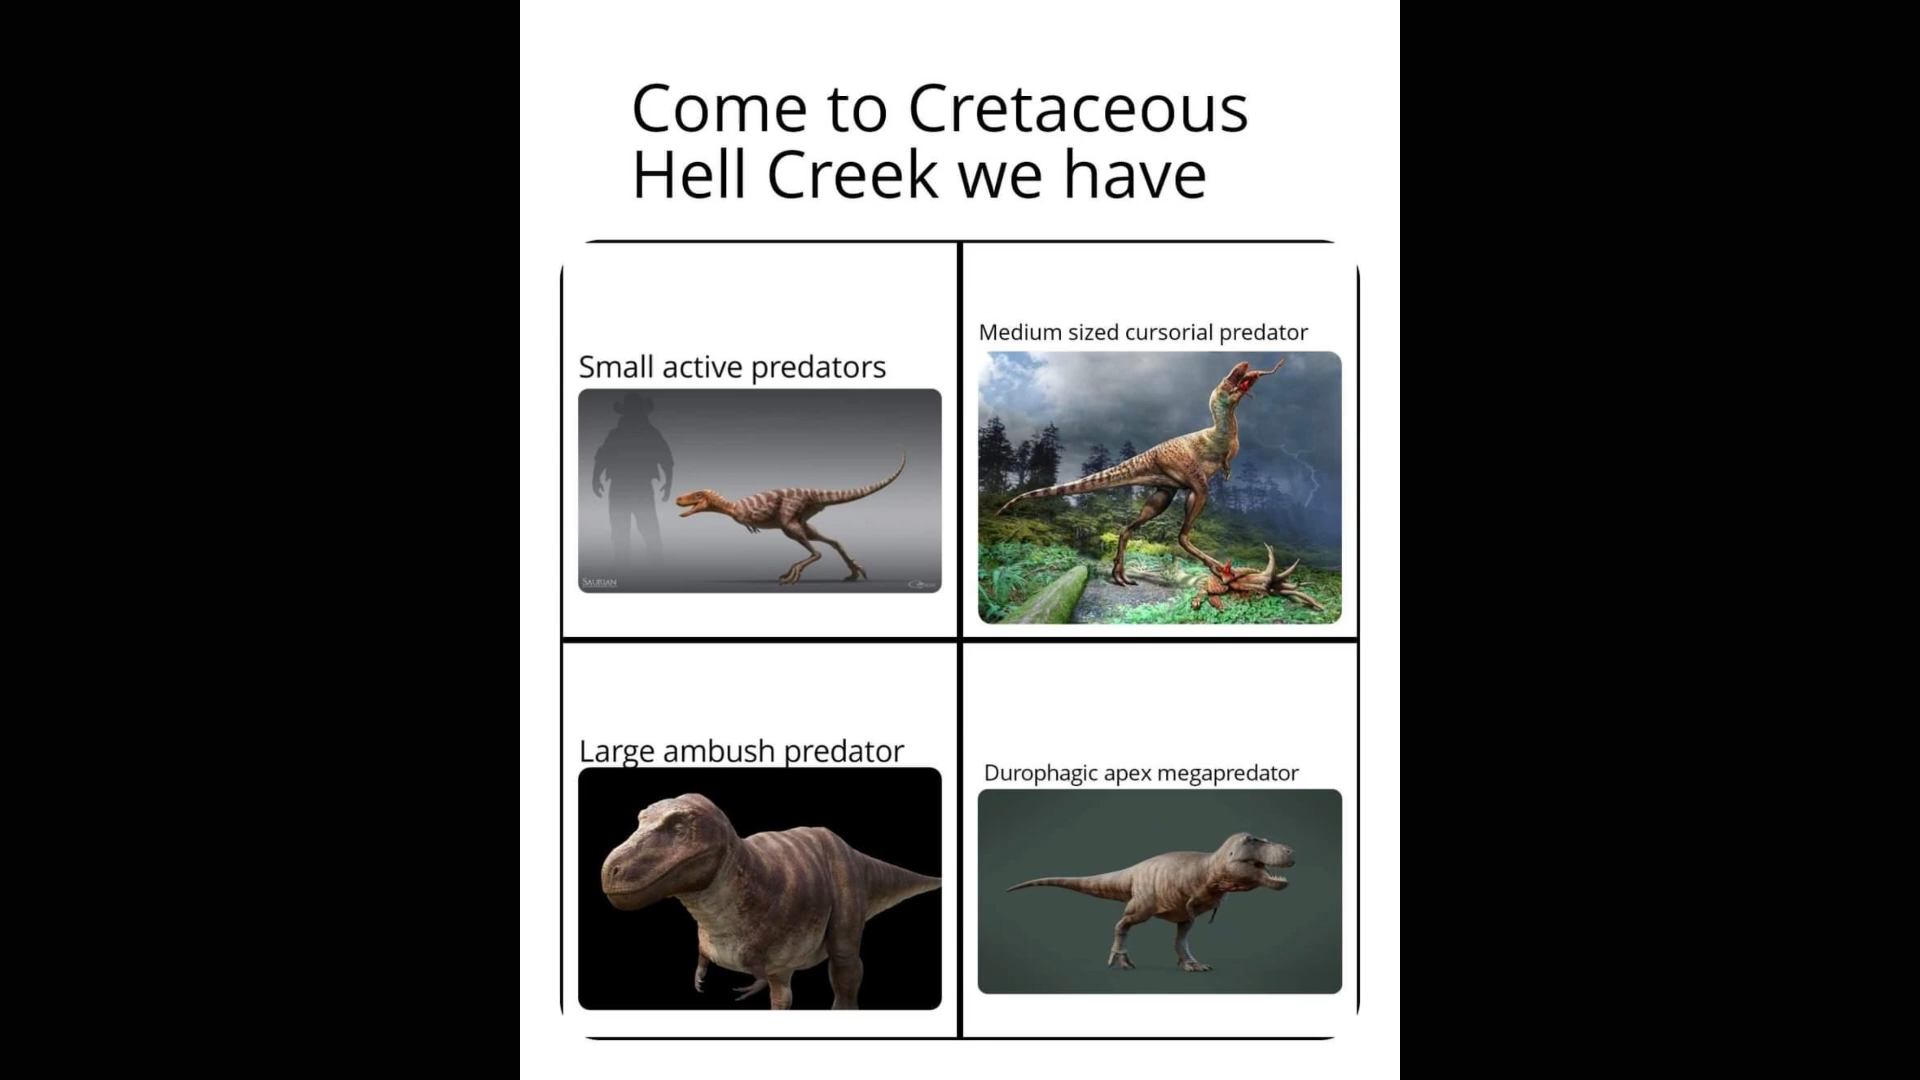 Come to Cretaceous
Hell Creek we have
Small active predators
Medium sized cursorial predator
SAURIAN
Large ambush predator
Durophagic apex megapredator